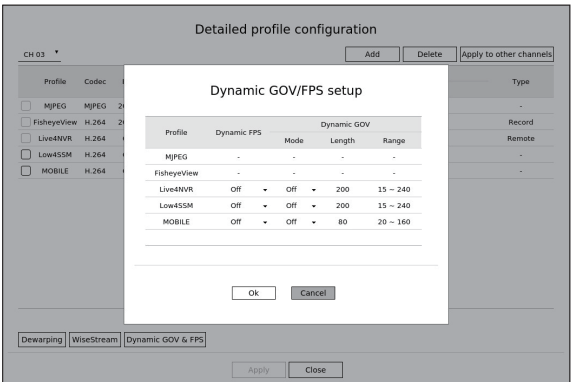 Detailed profile configuration
CH 03
Add Delete Apply to other channels
Profile Codec Type
MJPEG MJPEG -
FisheyeView H.264 Record
Live4NVR H.264 Remote
Low4SSM H.264 -
MOBILE H.264 -
Dynamic GOV/FPS setup
Profile Dynamic FPS Dynamic GOV
Mode Length Range
MJPEG - - - -
FisheyeView - - - -
Live4NVR Off Off 200 15 ~ 240
Low4SSM Off Off 200 15 ~ 240
MOBILE Off Off 80 20 ~ 160
Ok Cancel
Dewarping WiseStream Dynamic GOV & FPS
Apply Close